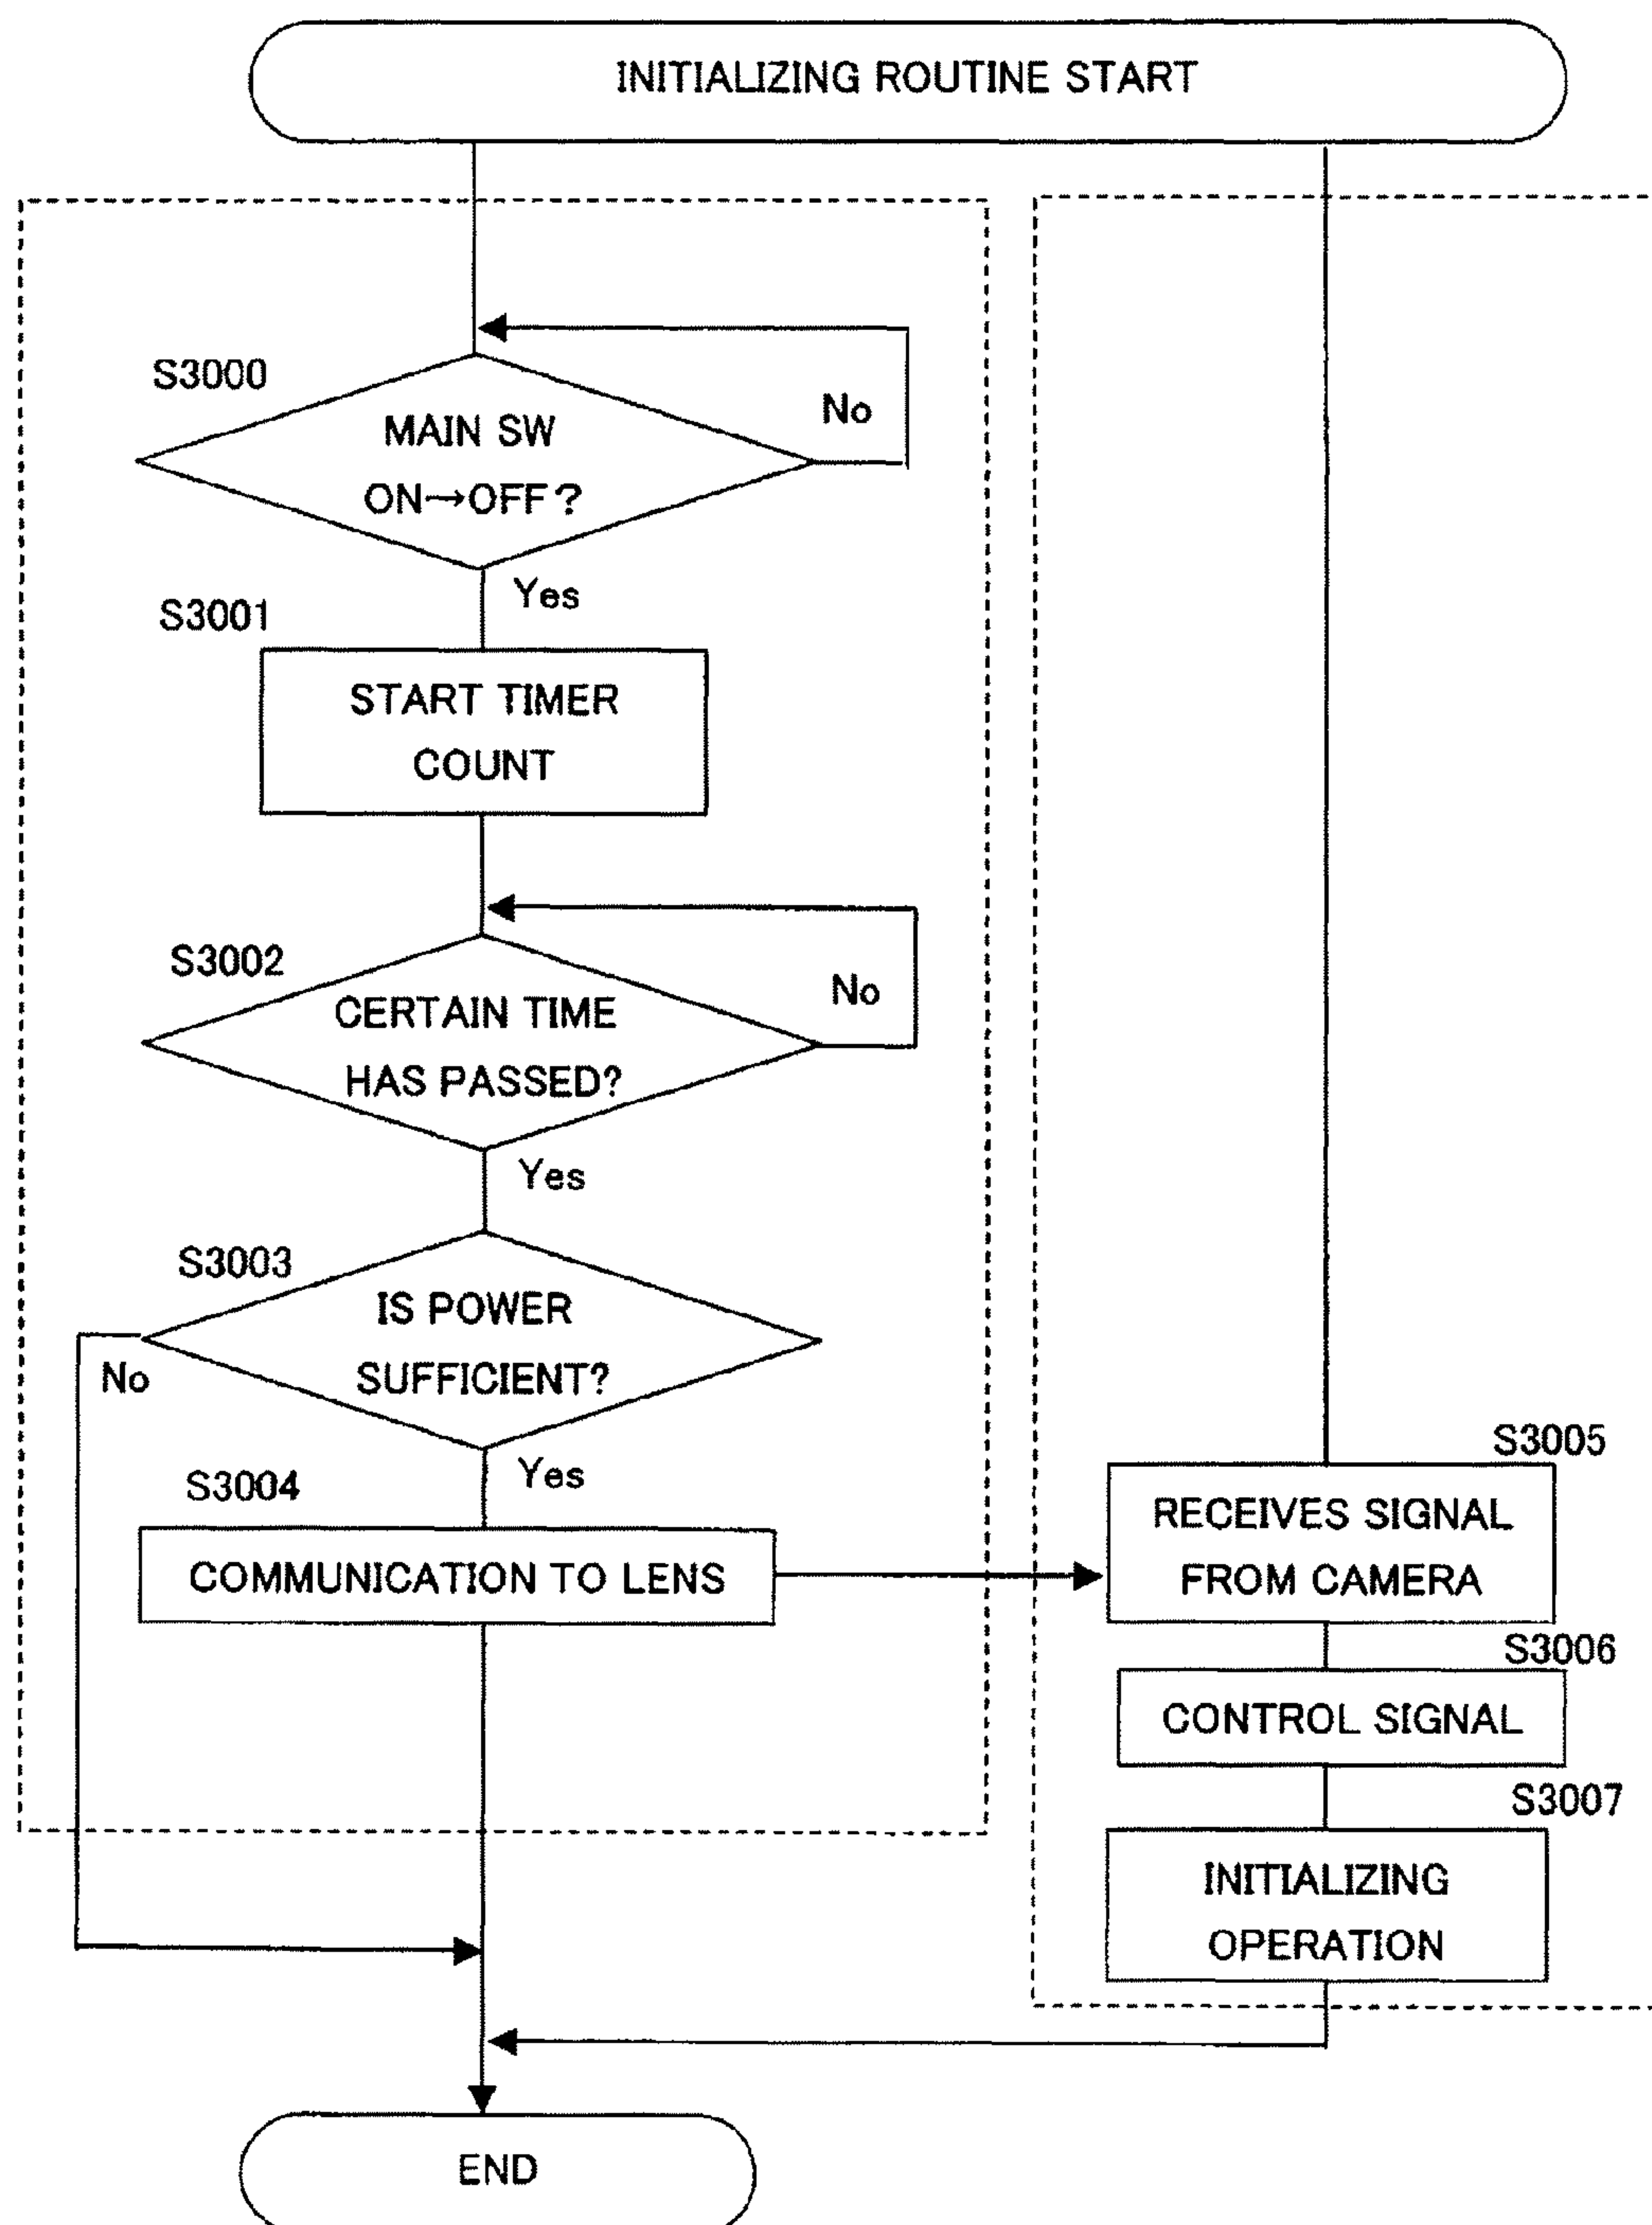 INITIALIZING ROUTINE START
S3000
MAIN SW
ON→OFF?
No
Yes
S3001
START TIMER
COUNT
S3002
CERTAIN TIME
HAS PASSED?
No
Yes
S3003
IS POWER
SUFFICIENT?
No
Yes
S3004
COMMUNICATION TO LENS
S3005
RECEIVES SIGNAL
FROM CAMERA
S3006
CONTROL SIGNAL
S3007
INITIALIZING
OPERATION
END